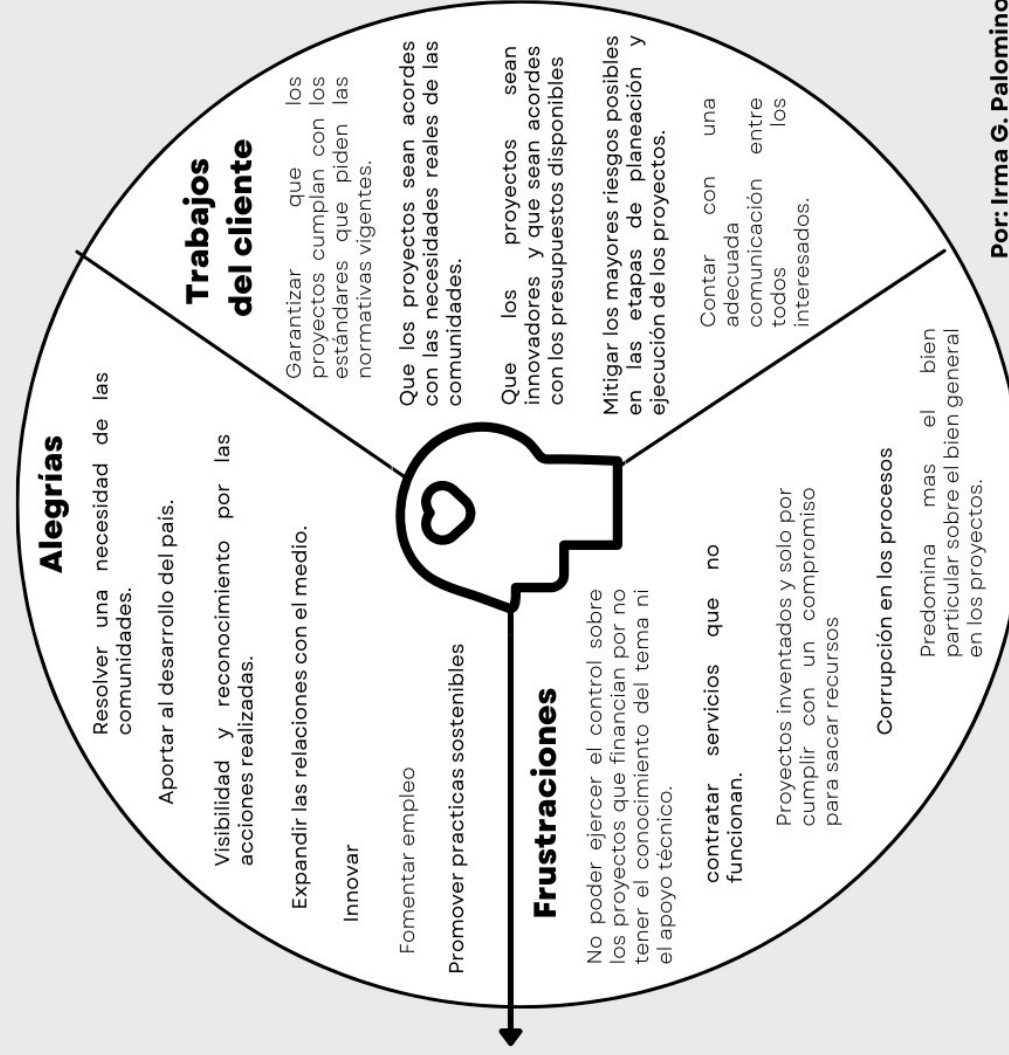 Alegrías
Resolver una necesidad de las
comunidades.
Aportar al desarrollo del país.
Visibilidad y reconocimiento por las
acciones realizadas.
Expandir las relaciones con el medio.
Innovar
Fomentar empleo
Promover practicas sostenibles
Trabajos
del cliente
Garantizar que los
proyectos cumplan con los
estándares que piden las
normativas vigentes.
Que los proyectos sean acordes
con las necesidades reales de las
comunidades.
Que los proyectos sean
innovadores y que sean acordes
con los presupuestos disponibles
Mitigar los mayores riesgos posibles
en las etapas de planeación y
ejecución de los proyectos.
Contar con una
adecuada
comunicación entre
todos los
interesados.
Frustraciones
No poder ejercer el control sobre
los proyectos que financian por no
tener el conocimiento del tema ni
el apoyo técnico.
contratar servicios que no
funcionan.
Proyectos inventados y solo por
cumplir con un compromiso
para sacar recursos
Corrupción en los procesos
Predomina mas el bien
particular sobre el bien general
en los proyectos.
Por: Irma G. Palomino